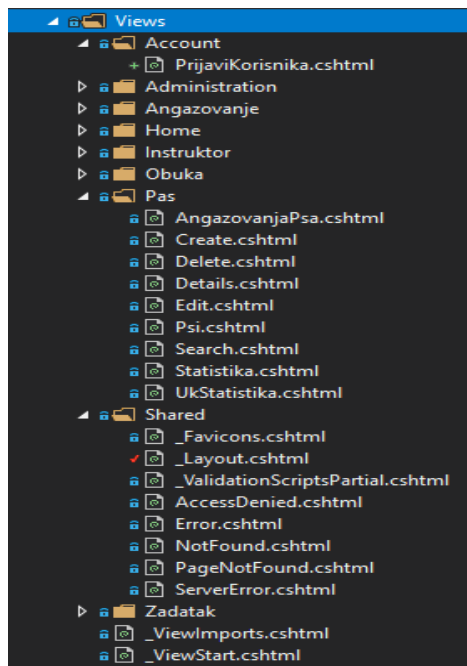 Views
Account
PrijaviKorisnika.cshtml
Administration
Angazovanje
Home
Instruktor
Obuka
Pas
AngazovanjaPsa.cshtml
Create.cshtml
Delete.cshtml
Details.cshtml
Edit.cshtml
Psi.cshtml
Search.cshtml
Statistika.cshtml
UkStatistika.cshtml
Shared
_Favicons.cshtml
_Layout.cshtml
_ValidationScriptsPartial.cshtml
AccessDenied.cshtml
Error.cshtml
NotFound.cshtml
PageNotFound.cshtml
ServerError.cshtml
Zadatak
_ViewImports.cshtml
_ViewStart.cshtml